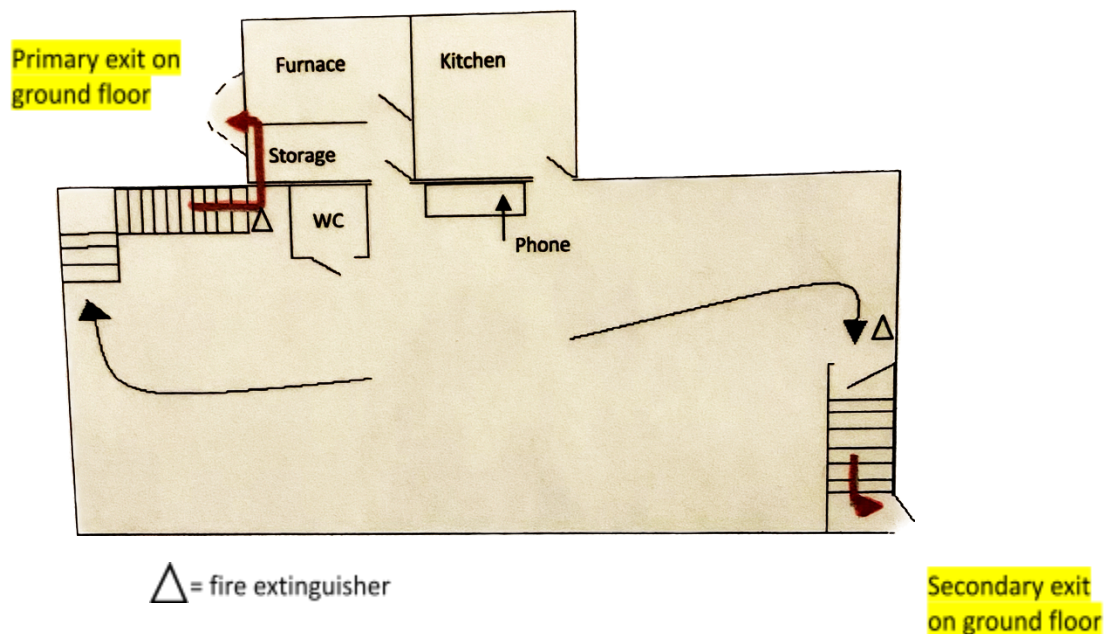 Primary exit on
ground floor
Furnace
Kitchen
Storage
WC
Phone
△= fire extinguisher
Secondary exit
on ground floor